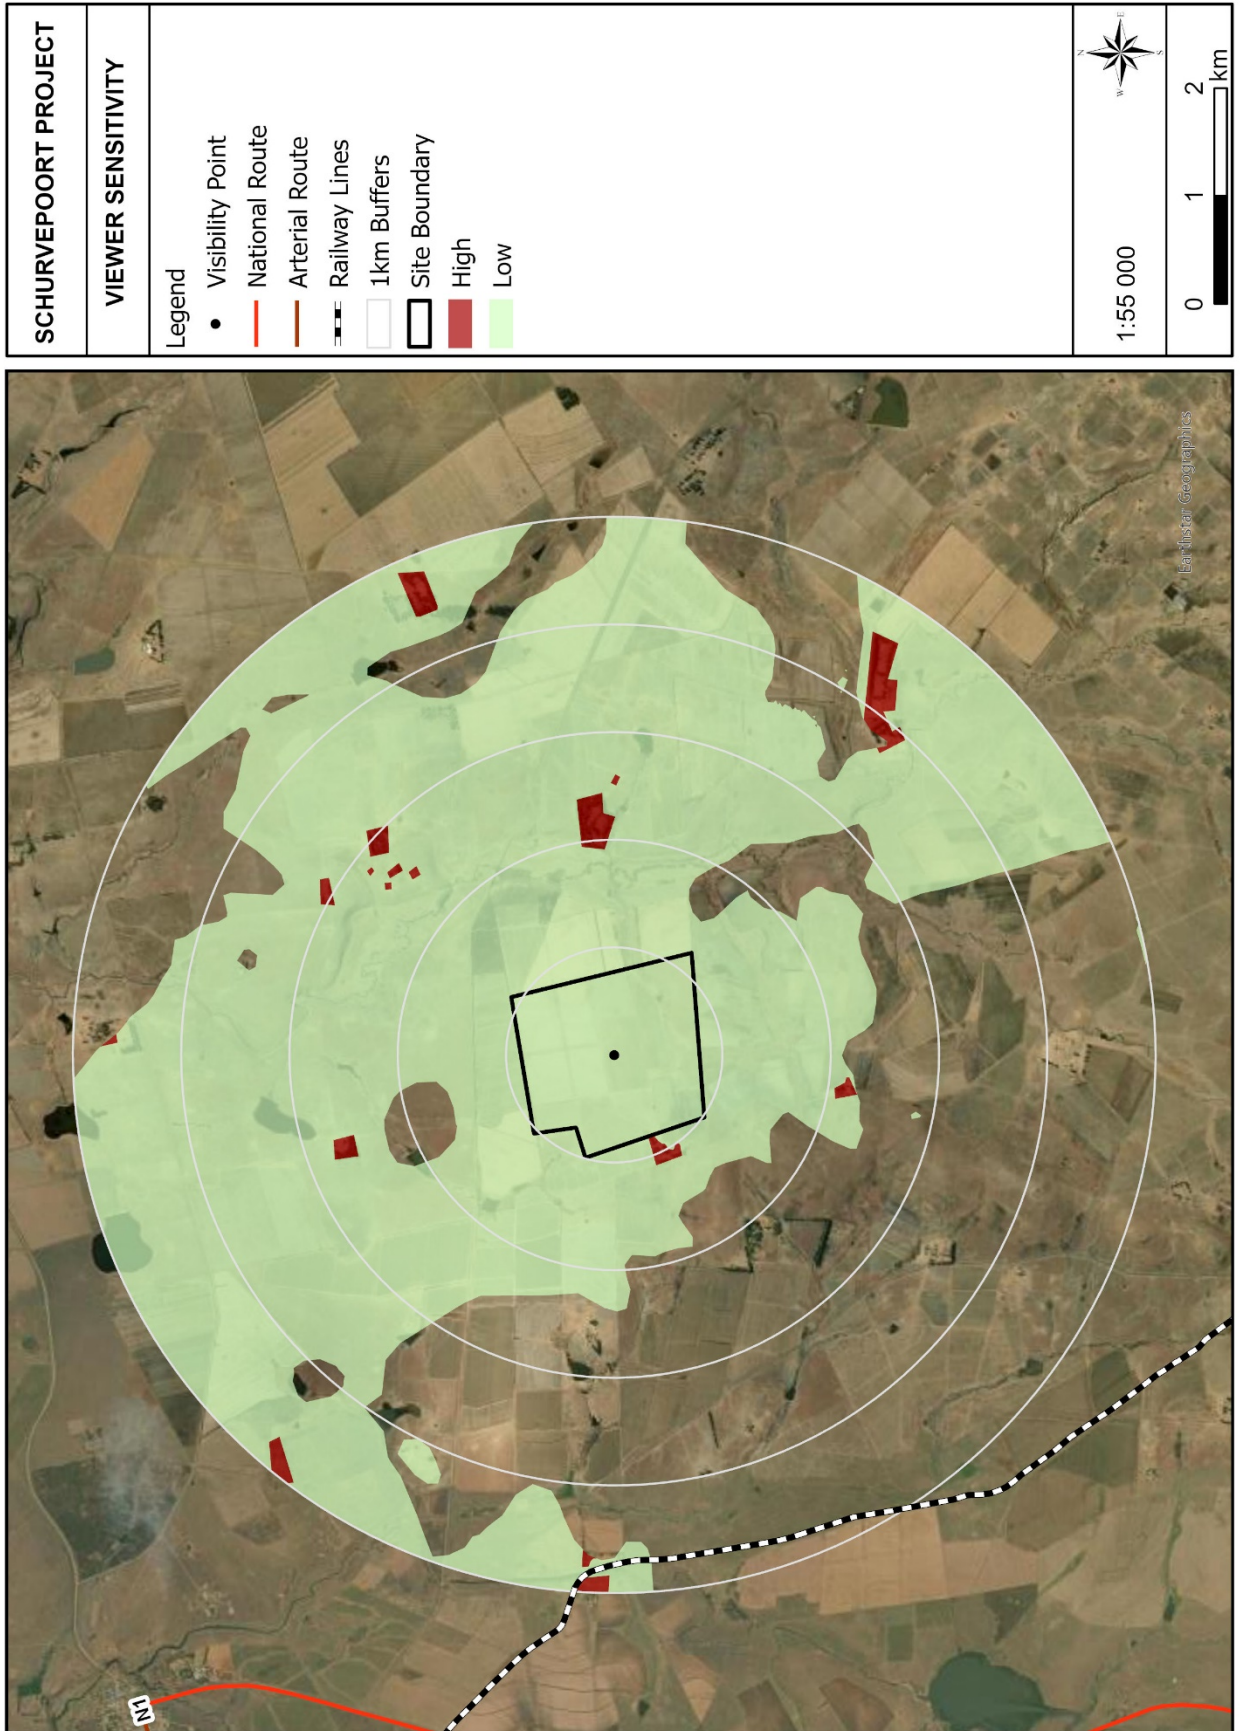 SCHURVEPOORT PROJECT
VIEWER SENSITIVITY
Legend
Visibility Point
National Route
Arterial Route
Railway Lines
1km Buffers
Site Boundary
High
Low
N
E
S
W
1:55 000
0 1 2
km
Earthstar Geographics
N1